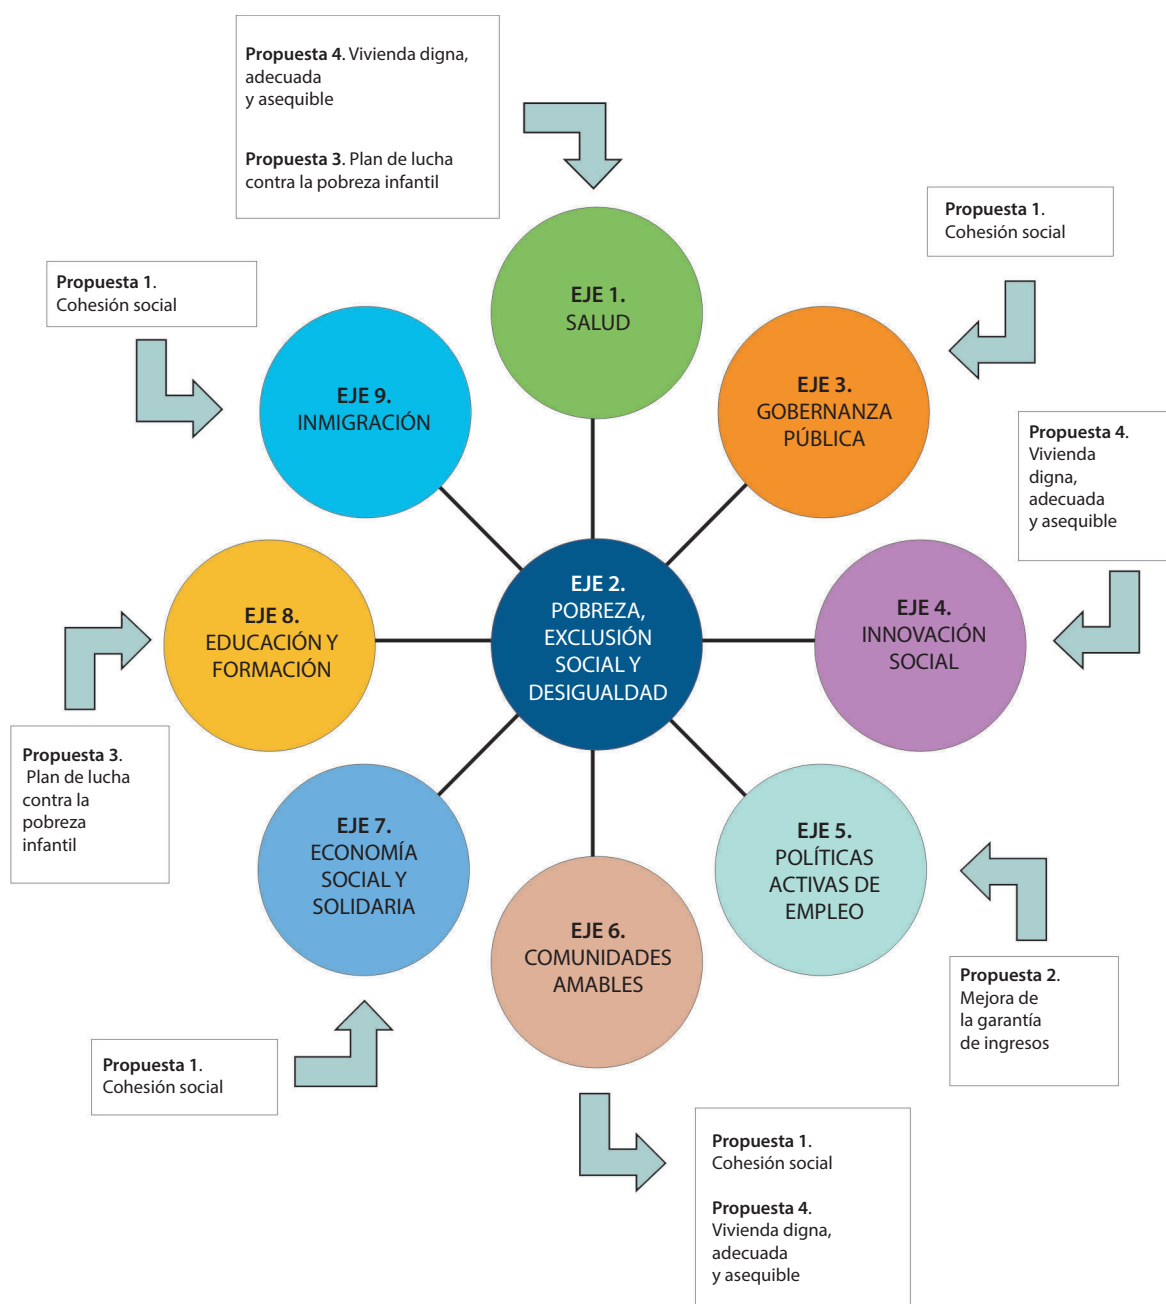 Propuesta 4. Vivienda digna,
adecuada
y asequible
Propuesta 3. Plan de lucha
contra la pobreza infantil
Propuesta 1.
Cohesión social
Propuesta 1.
Cohesión social
EJE 1.
SALUD
EJE 9.
INMIGRACIÓN
EJE 3.
GOBERNANZA
PÚBLICA
Propuesta 4.
Vivienda
digna,
adecuada
y asequible
EJE 2.
POBREZA,
EXCLUSIÓN
SOCIAL Y
DESIGUALDAD
EJE 8.
EDUCACIÓN Y
FORMACIÓN
EJE 4.
INNOVACIÓN
SOCIAL
Propuesta 3.
Plan de lucha
contra la
pobreza
infantil
EJE 7.
ECONOMÍA
SOCIAL Y
SOLIDARIA
EJE 5.
POLÍTICAS
ACTIVAS DE
EMPLEO
EJE 6.
COMUNIDADES
AMABLES
Propuesta 2.
Mejora de
la garantía
de ingresos
Propuesta 1.
Cohesión social
Propuesta 1.
Cohesión social
Propuesta 4.
Vivienda digna,
adecuada
y asequible